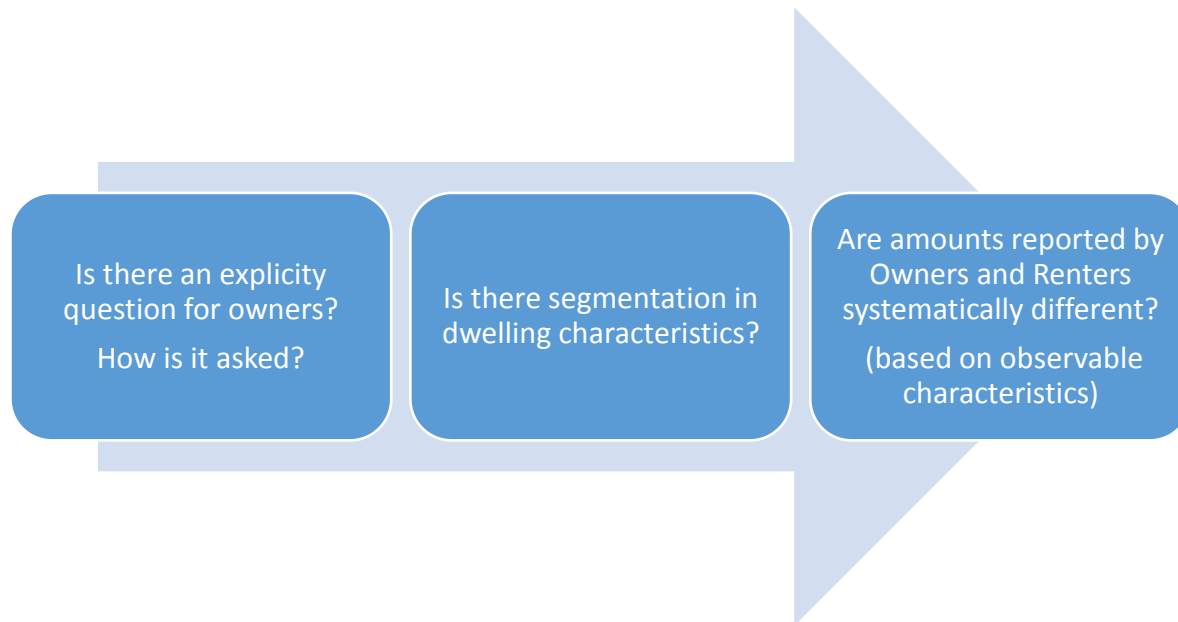 Is there an explicity
question for owners?
How is it asked?
Is there segmentation in
dwelling characteristics?
Are amounts reported by
Owners and Renters
systematically different?
(based on observable
characteristics)